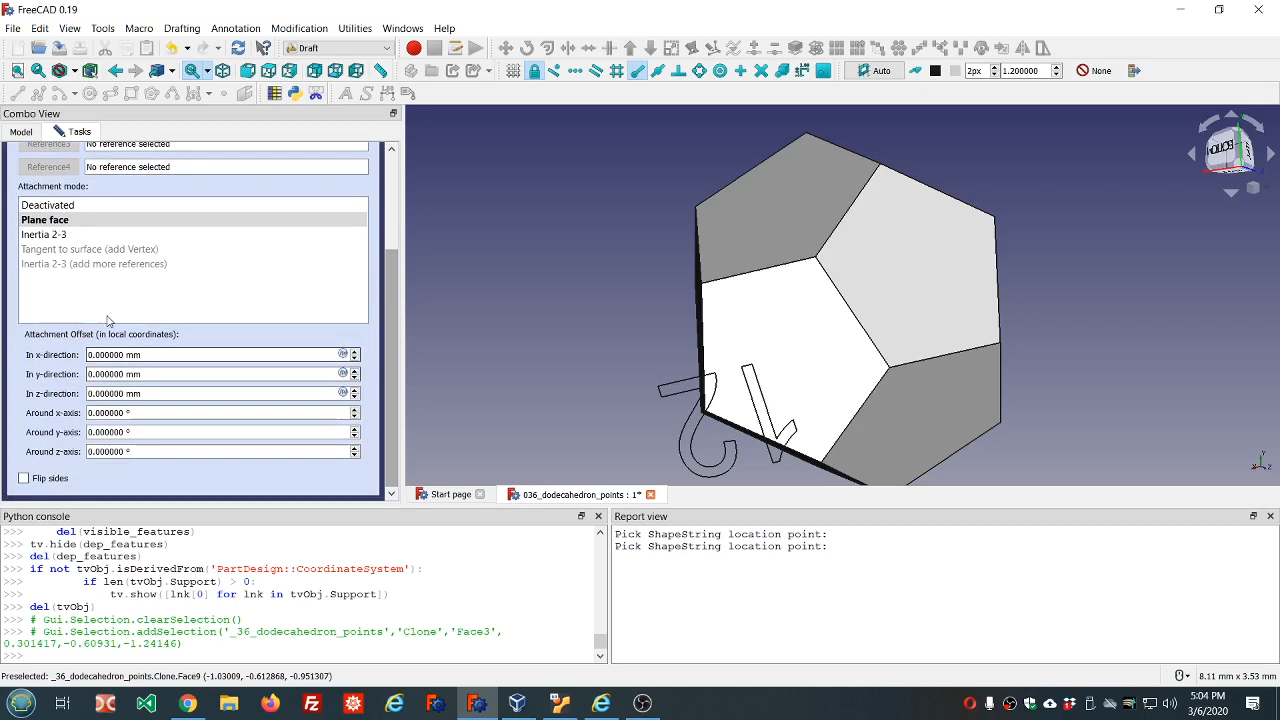 FreeCAD 0.19
File Edit View Tools Macro Drafting Annotation Modification Utilities Windows Help
Draft
Auto
2px
1.200000
None
Combo View
Model
Tasks
Reference3
No reference selected
Reference4
No reference selected
Attachment mode:
Deactivated
Plane face
Inertia 2-3
Tangent to surface (add Vertex)
Inertia 2-3 (add more references)
Attachment Offset (in local coordinates):
In x-direction: 0.000000 mm
In y-direction: 0.000000 mm
In z-direction: 0.000000 mm
Around x-axis: 0.000000 °
Around y-axis: 0.000000 °
Around z-axis: 0.000000 °
Flip sides
Start page
036_dodecahedron_points : 1*
Python console
>>> del(visible_features)
>>> tv.hide(dep_features)
>>> del(dep_features)
>>> if not tvObj.isDerivedFrom('PartDesign::CoordinateSystem'):
>>> if len(tvObj.Support) > 0:
>>> tv.show([lnk[0] for lnk in tvObj.Support])
>>> del(tvObj)
>>> # Gui.Selection.clearSelection()
>>> # Gui.Selection.addSelection('_36_dodecahedron_points','Clone','Face3',
0.301417,-0.60931,-1.24146)
>>>
Report view
Pick ShapeString location point:
Pick ShapeString location point:
Preselected: _36_dodecahedron_points.Clone.Face9 (-1.03009, -0.612868, -0.951307)
8.11 mm x 3.53 mm
5:04 PM
3/6/2020